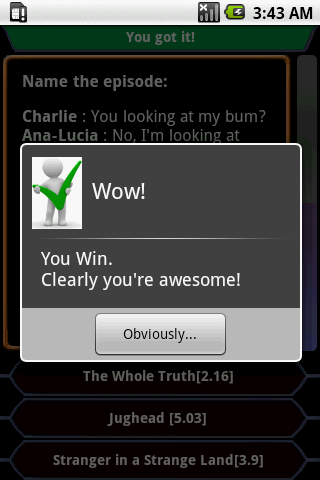 3:43 AM
You got it!
Name the episode:
Charlie : You looking at my bum?
Ana-Lucia : No, I'm looking at
Wow!
You Win.
Clearly you're awesome!
Obviously...
The Whole Truth[2.16]
Jughead [5.03]
Stranger in a Strange Land[3.9]